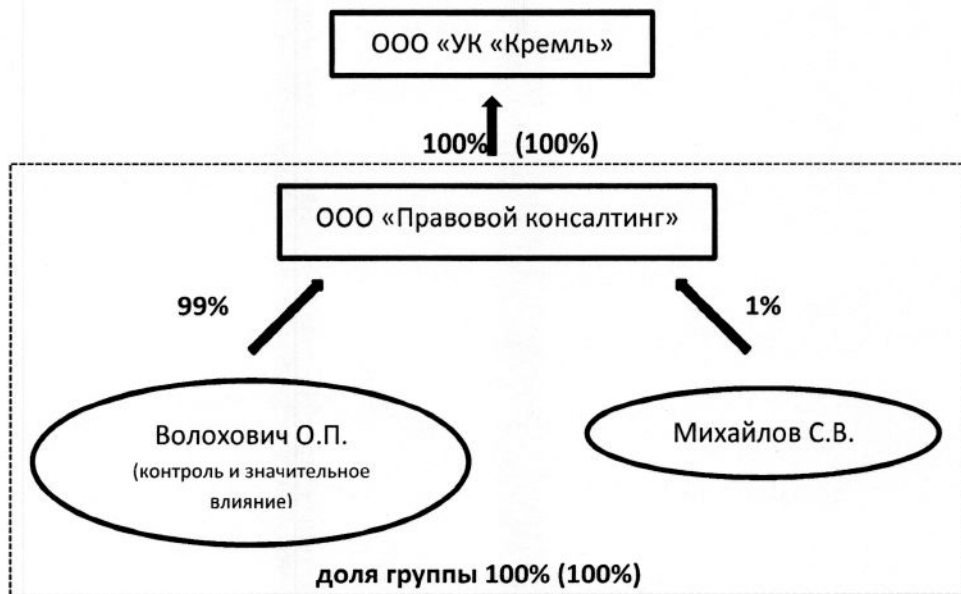 ООО «УК «Кремль»
100% (100%)
ООО «Правовой консалтинг»
99%
1%
Волохович О.П.
(контроль и значительное
влияние)
Михайлов С.В.
доля группы 100% (100%)